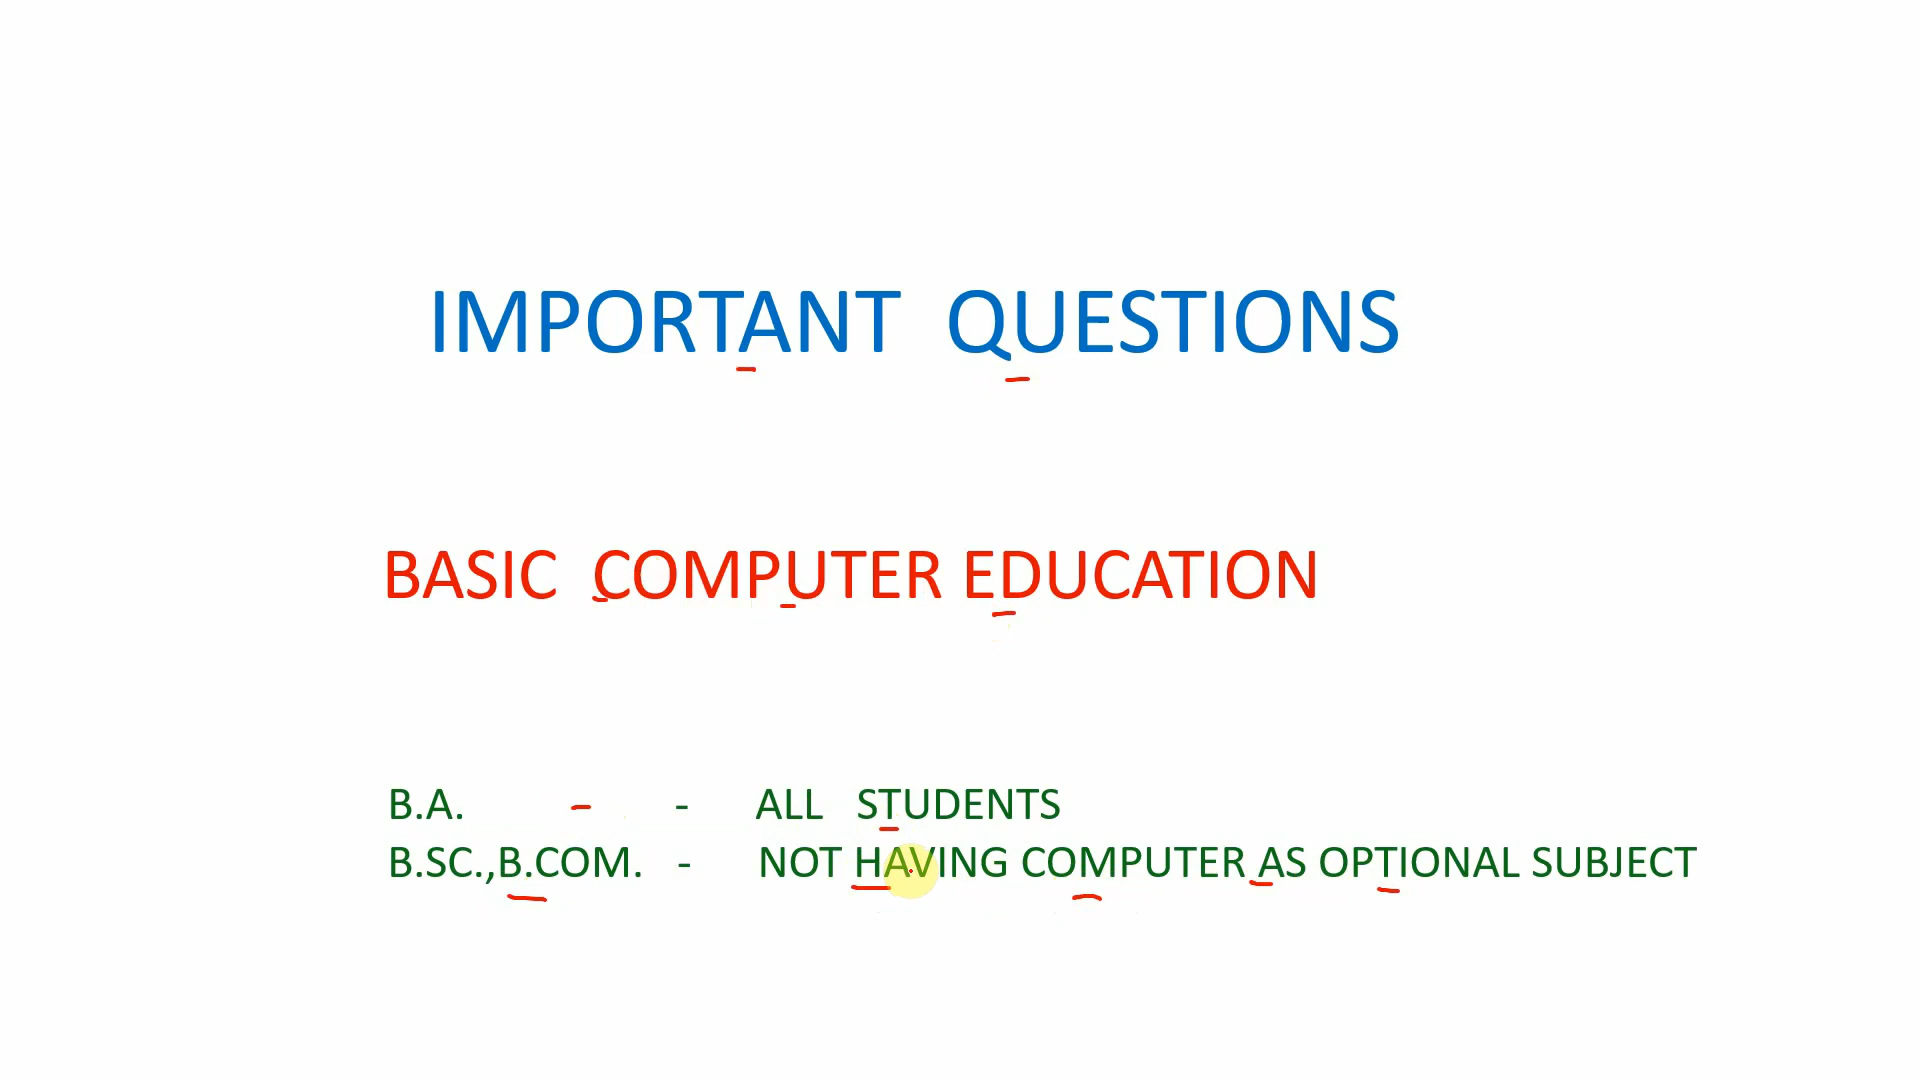 IMPORTANT QUESTIONS
BASIC COMPUTER EDUCATION
B.A. - ALL STUDENTS
B.SC.,B.COM. - NOT HAVING COMPUTER AS OPTIONAL SUBJECT